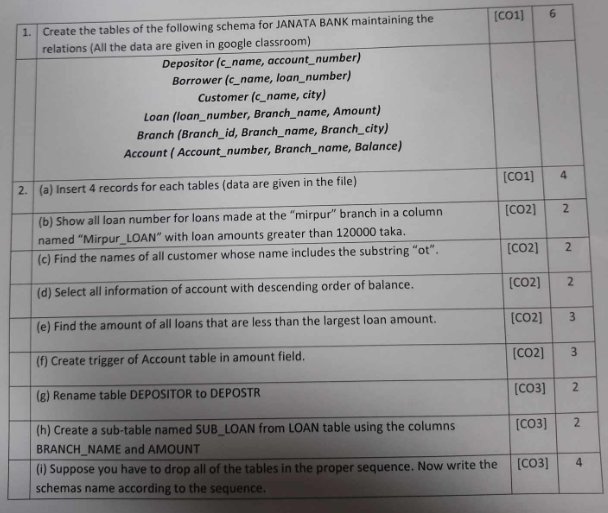 1. Create the tables of the following schema for JANATA BANK maintaining the [CO1] 6
relations (All the data are given in google classroom)
Depositor (c_name, account_number)
Borrower (c_name, loan_number)
Customer (c_name, city)
Loan (loan_number, Branch_name, Amount)
Branch (Branch_id, Branch_name, Branch_city)
Account ( Account_number, Branch_name, Balance)
2. (a) Insert 4 records for each tables (data are given in the file) [CO1] 4
(b) Show all loan number for loans made at the "mirpur" branch in a column [CO2] 2
named "Mirpur_LOAN" with loan amounts greater than 120000 taka.
(c) Find the names of all customer whose name includes the substring "ot". [CO2] 2
(d) Select all information of account with descending order of balance. [CO2] 2
(e) Find the amount of all loans that are less than the largest loan amount. [CO2] 3
(f) Create trigger of Account table in amount field. [CO2] 3
(g) Rename table DEPOSITOR to DEPOSTR [CO3] 2
(h) Create a sub-table named SUB_LOAN from LOAN table using the columns [CO3] 2
BRANCH_NAME and AMOUNT
(i) Suppose you have to drop all of the tables in the proper sequence. Now write the [CO3] 4
schemas name according to the sequence.